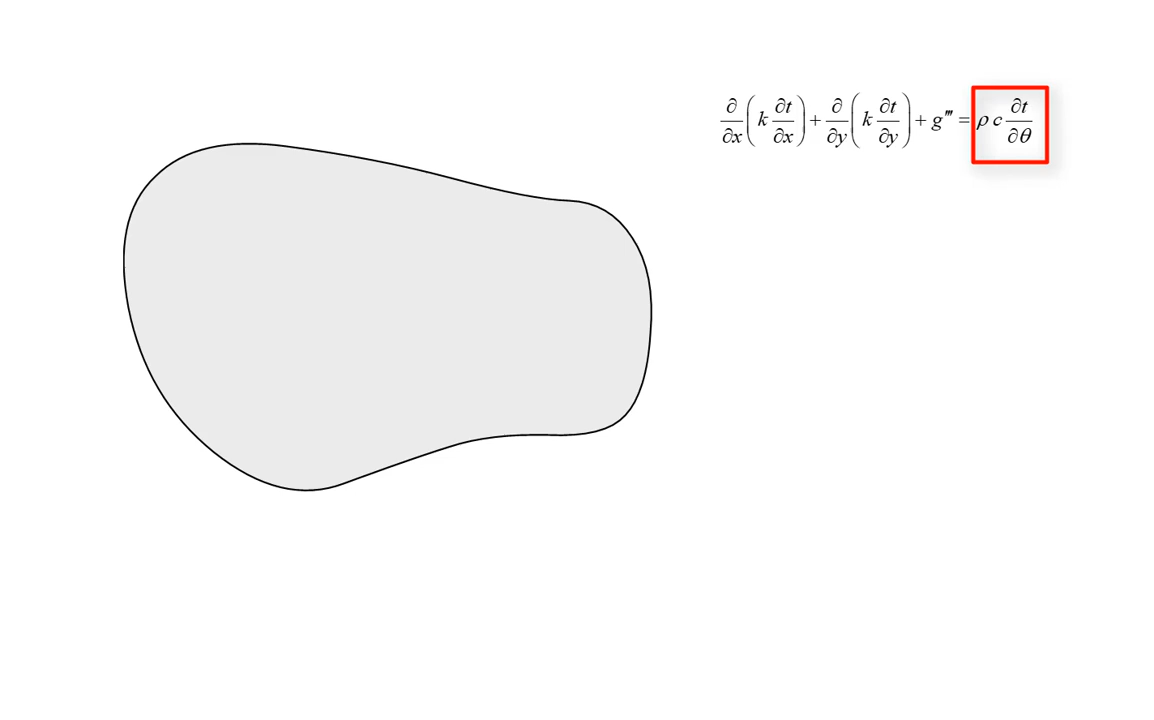 ∂/∂x (k ∂t/∂x) + ∂/∂y (k ∂t/∂y) + g‴ = ρ c ∂t/∂θ